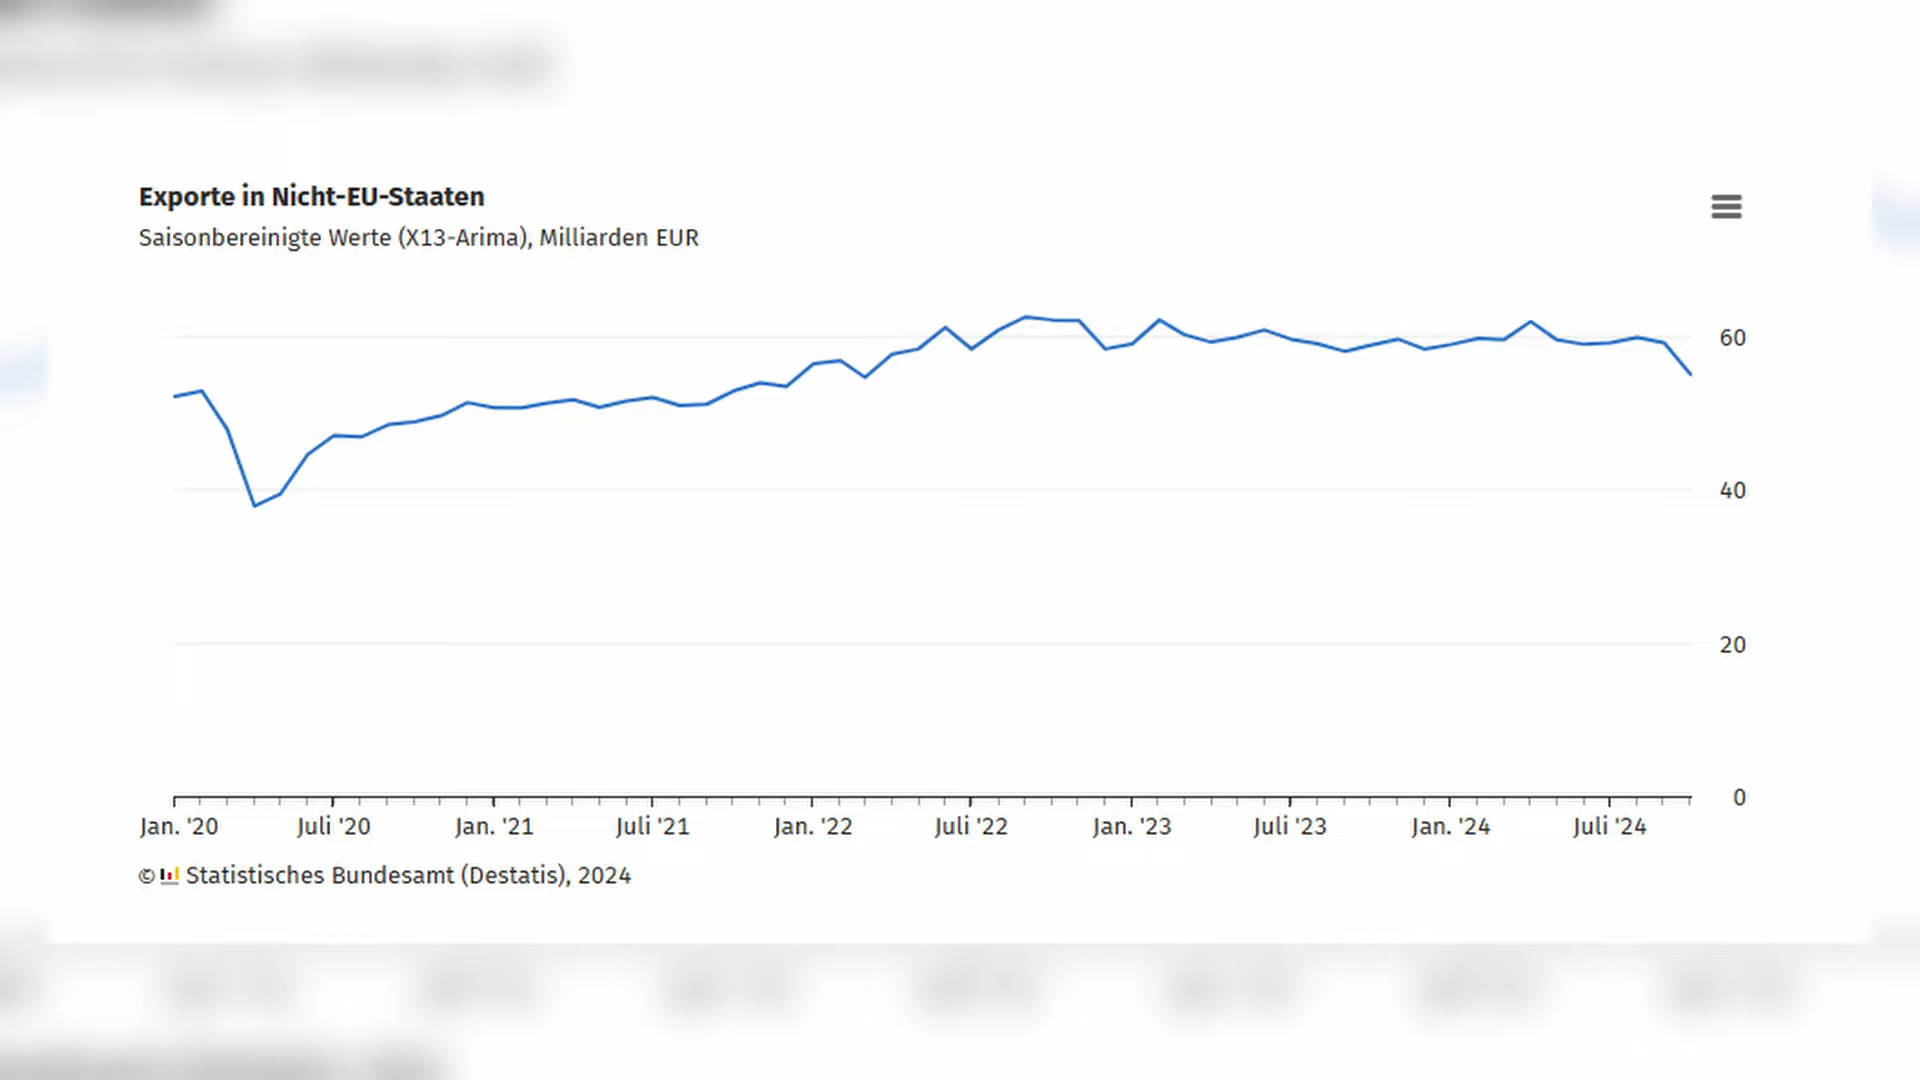 Exporte in Nicht-EU-Staaten
Saisonbereinigte Werte (X13-Arima), Milliarden EUR
60
40
20
0
Jan. '20 Juli '20 Jan. '21 Juli '21 Jan. '22 Juli '22 Jan. '23 Juli '23 Jan. '24 Juli '24
© Statistisches Bundesamt (Destatis), 2024